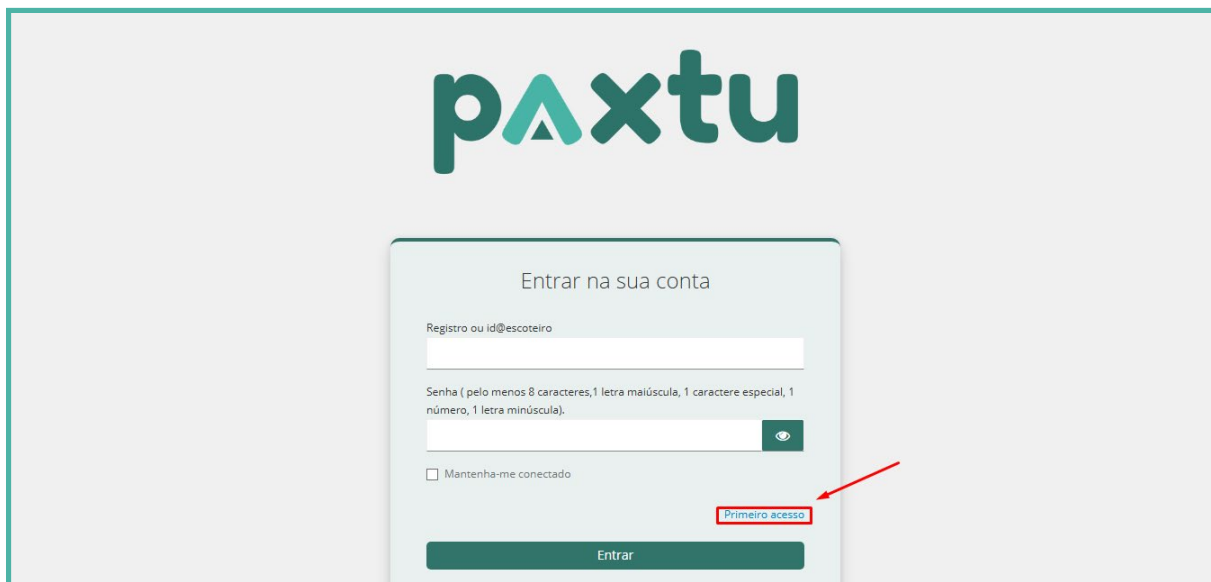 paxtu
Entrar na sua conta
Registro ou id@escoteiro
Senha ( pelo menos 8 caracteres,1 letra maiúscula, 1 caractere especial, 1
número, 1 letra minúscula).
Mantenha-me conectado
Primeiro acesso
Entrar